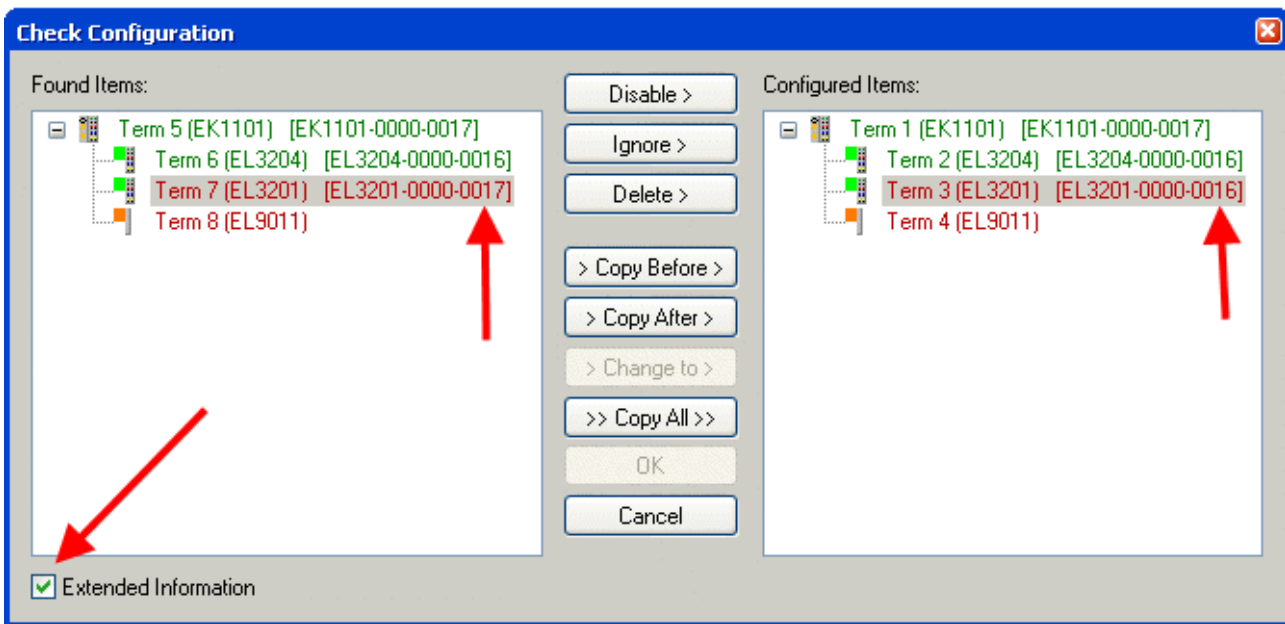 Check Configuration
Found Items:
Term 5 (EK1101) [EK1101-0000-0017]
Term 6 (EL3204) [EL3204-0000-0016]
Term 7 (EL3201) [EL3201-0000-0017]
Term 8 (EL9011)
Disable >
Ignore >
Delete >
> Copy Before >
> Copy After >
> Change to >
>> Copy All >>
OK
Cancel
Configured Items:
Term 1 (EK1101) [EK1101-0000-0017]
Term 2 (EL3204) [EL3204-0000-0016]
Term 3 (EL3201) [EL3201-0000-0016]
Term 4 (EL9011)
Extended Information